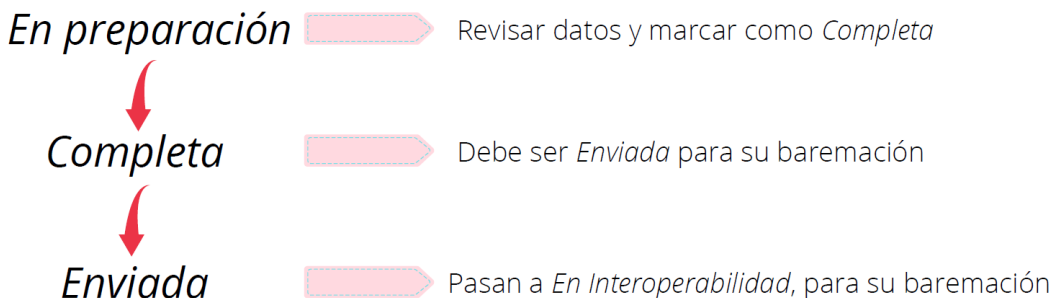 En preparación
Revisar datos y marcar como Completa
Completa
Debe ser Enviada para su baremación
Enviada
Pasan a En Interoperabilidad, para su baremación